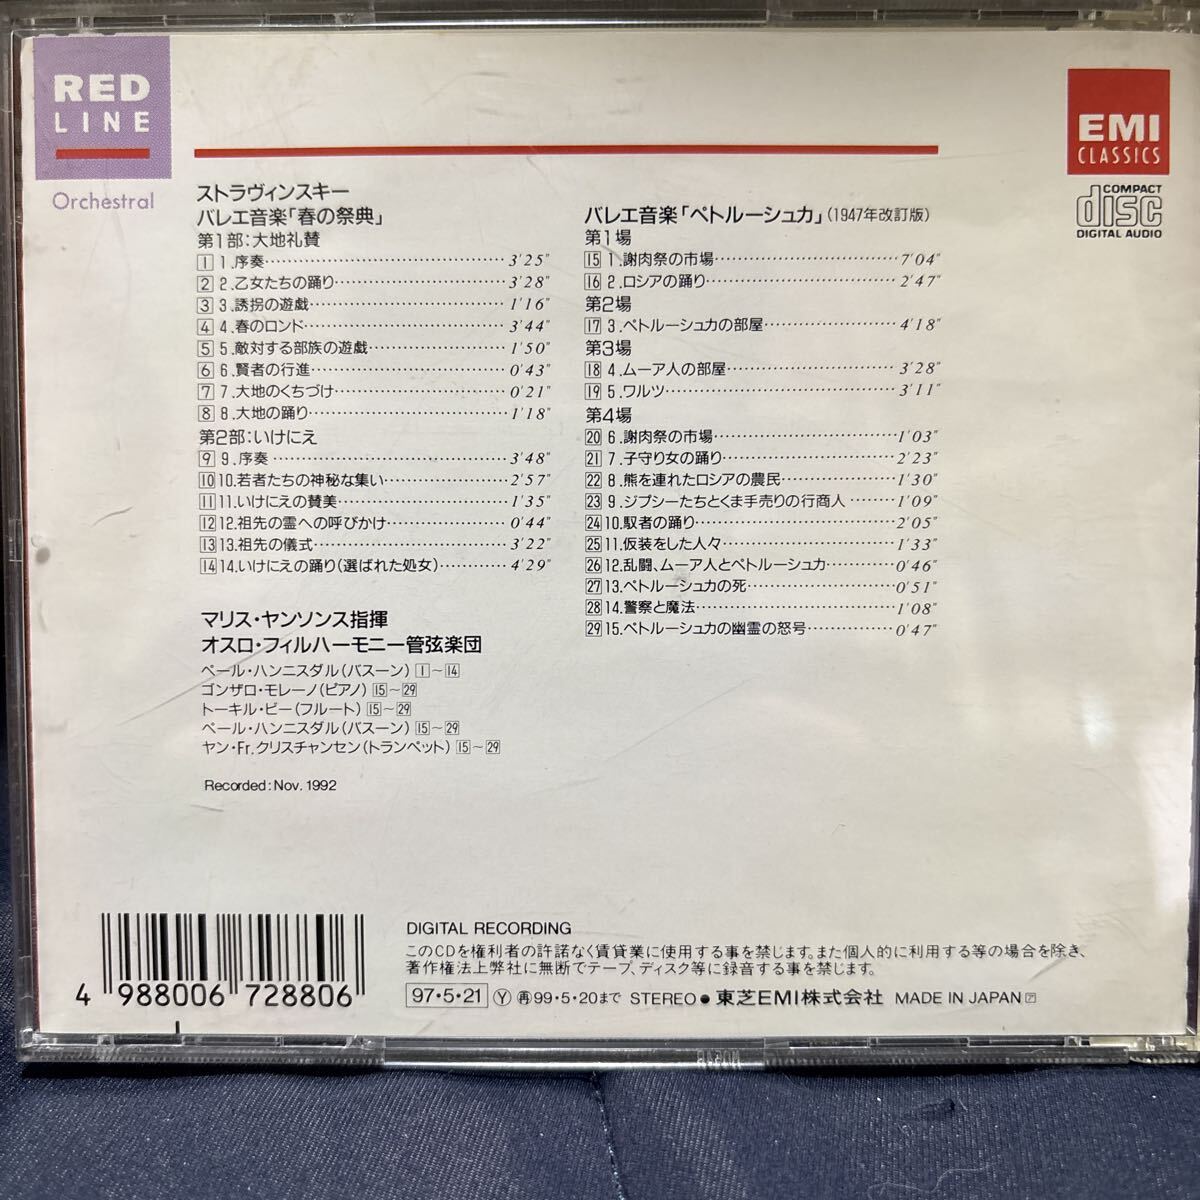 RED
LINE
Orchestral
EMI
CLASSICS
COMPACT
disc
DIGITAL AUDIO
ストラヴィンスキー
バレエ音楽「春の祭典」
第1部:大地礼賛
1 1.序奏 3'25"
2 2.乙女たちの踊り 3'28"
3 3.誘拐の遊戯 1'16"
4 4.春のロンド 3'44"
5 5.敵対する部族の遊戯 1'50"
6 6.賢者の行進 0'43"
7 7.大地のくちづけ 0'21"
8 8.大地の踊り 1'18"
第2部:いけにえ
9 9.序奏 3'48"
10 10.若者たちの神秘な集い 2'57"
11 11.いけにえの賛美 1'35"
12 12.祖先の霊への呼びかけ 0'44"
13 13.祖先の儀式 3'22"
14 14.いけにえの踊り(選ばれた処女) 4'29"
マリス・ヤンソンス指揮
オスロ・フィルハーモニー管弦楽団
ペール・ハンニスダル(バスーン) 1~14
ゴンザロ・モレーノ(ピアノ) 15~29
トーキル・ビー(フルート) 15~29
ペール・ハンニスダル(バスーン) 15~29
ヤン・Fr.クリスチャンセン(トランペット) 15~29
Recorded:Nov. 1992
バレエ音楽「ペトルーシュカ」(1947年改訂版)
第1場
15 1.謝肉祭の市場 7'04"
16 2.ロシアの踊り 2'47"
第2場
17 3.ペトルーシュカの部屋 4'18"
第3場
18 4.ムーア人の部屋 3'28"
19 5.ワルツ 3'11"
第4場
20 6.謝肉祭の市場 1'03"
21 7.子守り女の踊り 2'23"
22 8.熊を連れたロシアの農民 1'30"
23 9.ジプシーたちとくま手売りの行商人 1'09"
24 10.馭者の踊り 2'05"
25 11.仮装をした人々 1'33"
26 12.乱闘、ムーア人とペトルーシュカ 0'46"
27 13.ペトルーシュカの死 0'51"
28 14.警察と魔法 1'08"
29 15.ペトルーシュカの幽霊の怒号 0'47"
4 988006 728806
DIGITAL RECORDING
このCDを権利者の許諾なく賃貸業に使用する事を禁じます。また個人的に利用する等の場合を除き、
著作権法上弊社に無断でテープ、ディスク等に録音する事を禁じます。
97・5・21 Ⓨ 再99・5・20まで STEREO ● 東芝EMI株式会社 MADE IN JAPAN ア